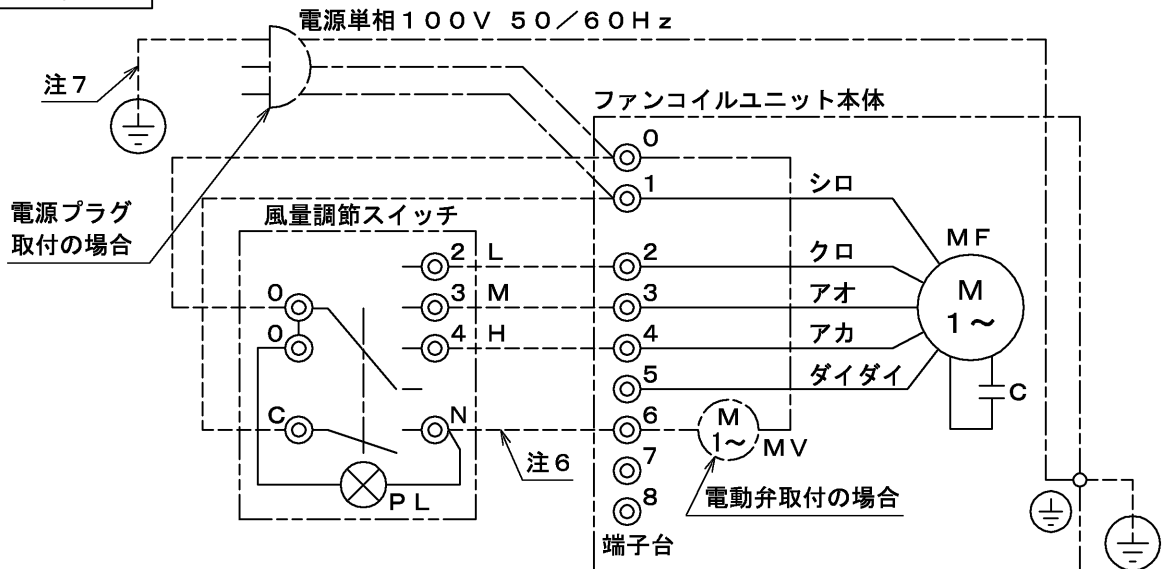 電源単相100V 50/60Hz
注7
ファンコイルユニット本体
0
1
シロ
電源プラグ
取付の場合
風量調節スイッチ
MF
2 L
2
クロ
M
1~
0
3 M
3
アオ
0
4 H
4
アカ
5
ダイダイ
C
C
N
6
M
1~
MV
注6
7
PL
8
電動弁取付の場合
端子台